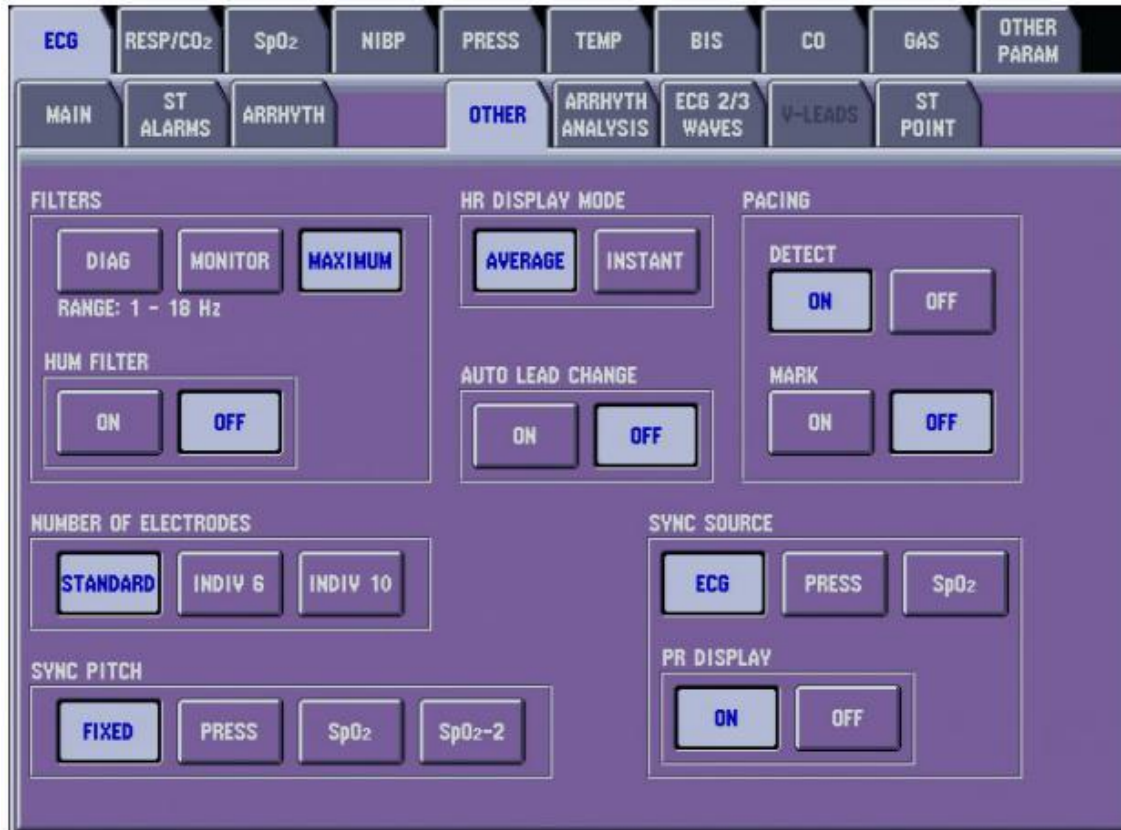 ECG RESP/CO₂ SpO₂ NIBP PRESS TEMP BIS CO GAS OTHER PARAM
MAIN ST ALARMS ARRHYTH OTHER ARRHYTH ANALYSIS ECG 2/3 WAVES V-LEADS ST POINT
FILTERS
DIAG MONITOR MAXIMUM
RANGE: 1 - 18 Hz
HUM FILTER
ON OFF
HR DISPLAY MODE
AVERAGE INSTANT
AUTO LEAD CHANGE
ON OFF
PACING
DETECT
ON OFF
MARK
ON OFF
NUMBER OF ELECTRODES
STANDARD INDIV 6 INDIV 10
SYNC PITCH
FIXED PRESS SpO₂ SpO₂-2
SYNC SOURCE
ECG PRESS SpO₂
PR DISPLAY
ON OFF